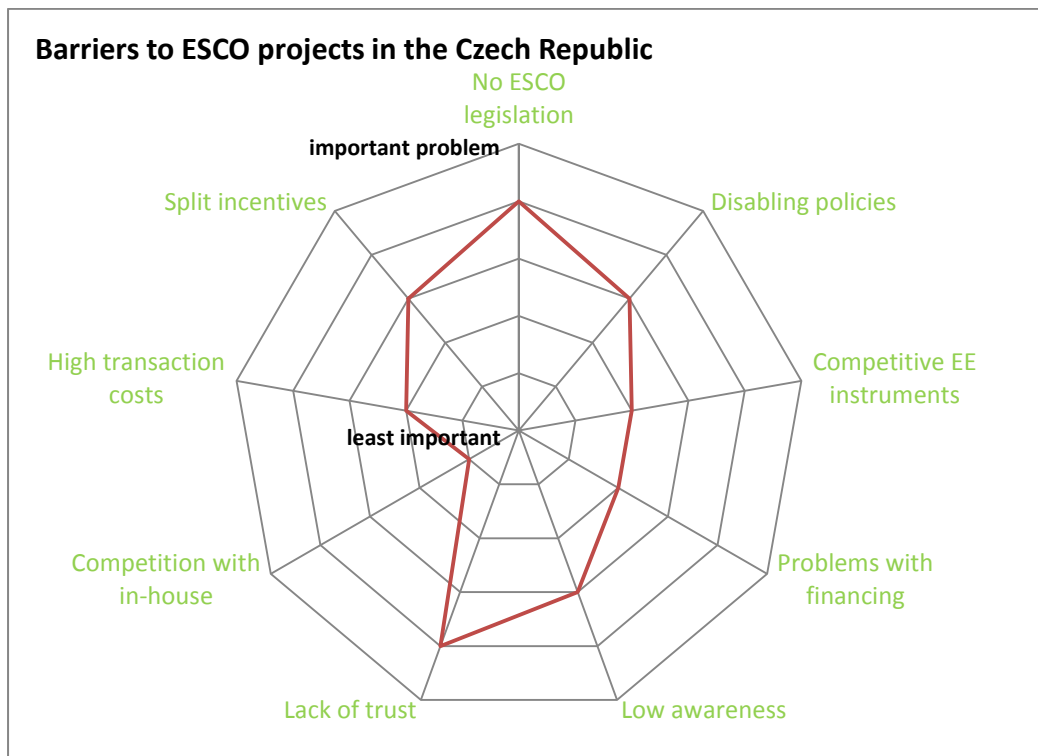 Barriers to ESCO projects in the Czech Republic
No ESCO
legislation
important problem
Split incentives
Disabling policies
High transaction
costs
Competitive EE
instruments
least important
Competition with
in-house
Problems with
financing
Lack of trust
Low awareness